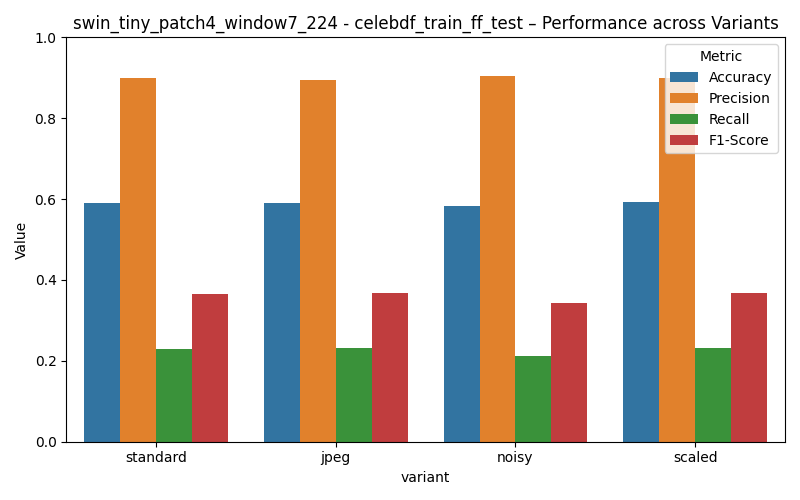 swin_tiny_patch4_window7_224 - celebdf_train_ff_test – Performance across Variants
Metric
Accuracy
Precision
Recall
F1-Score
1.0
0.8
0.6
0.4
0.2
0.0
Value
standard
jpeg
noisy
scaled
variant